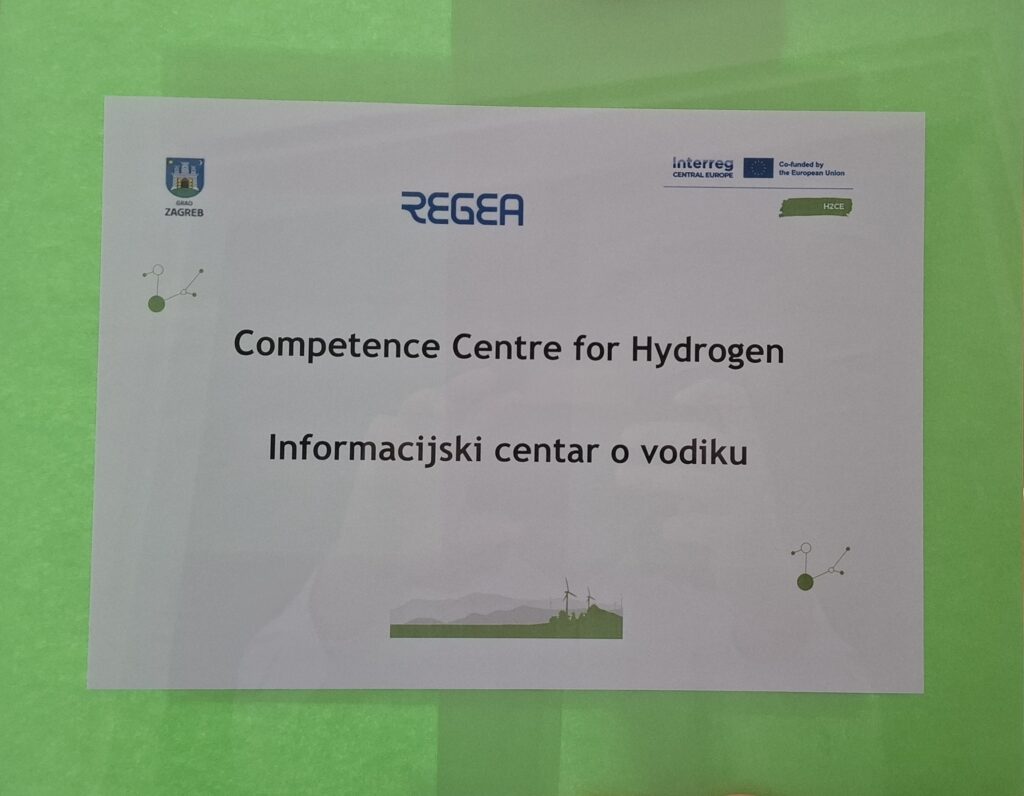 GRAD
ZAGREB
REGEA
Interreg
CENTRAL EUROPE
Co-funded by
the European Union
H2CE
Competence Centre for Hydrogen
Informacijski centar o vodiku